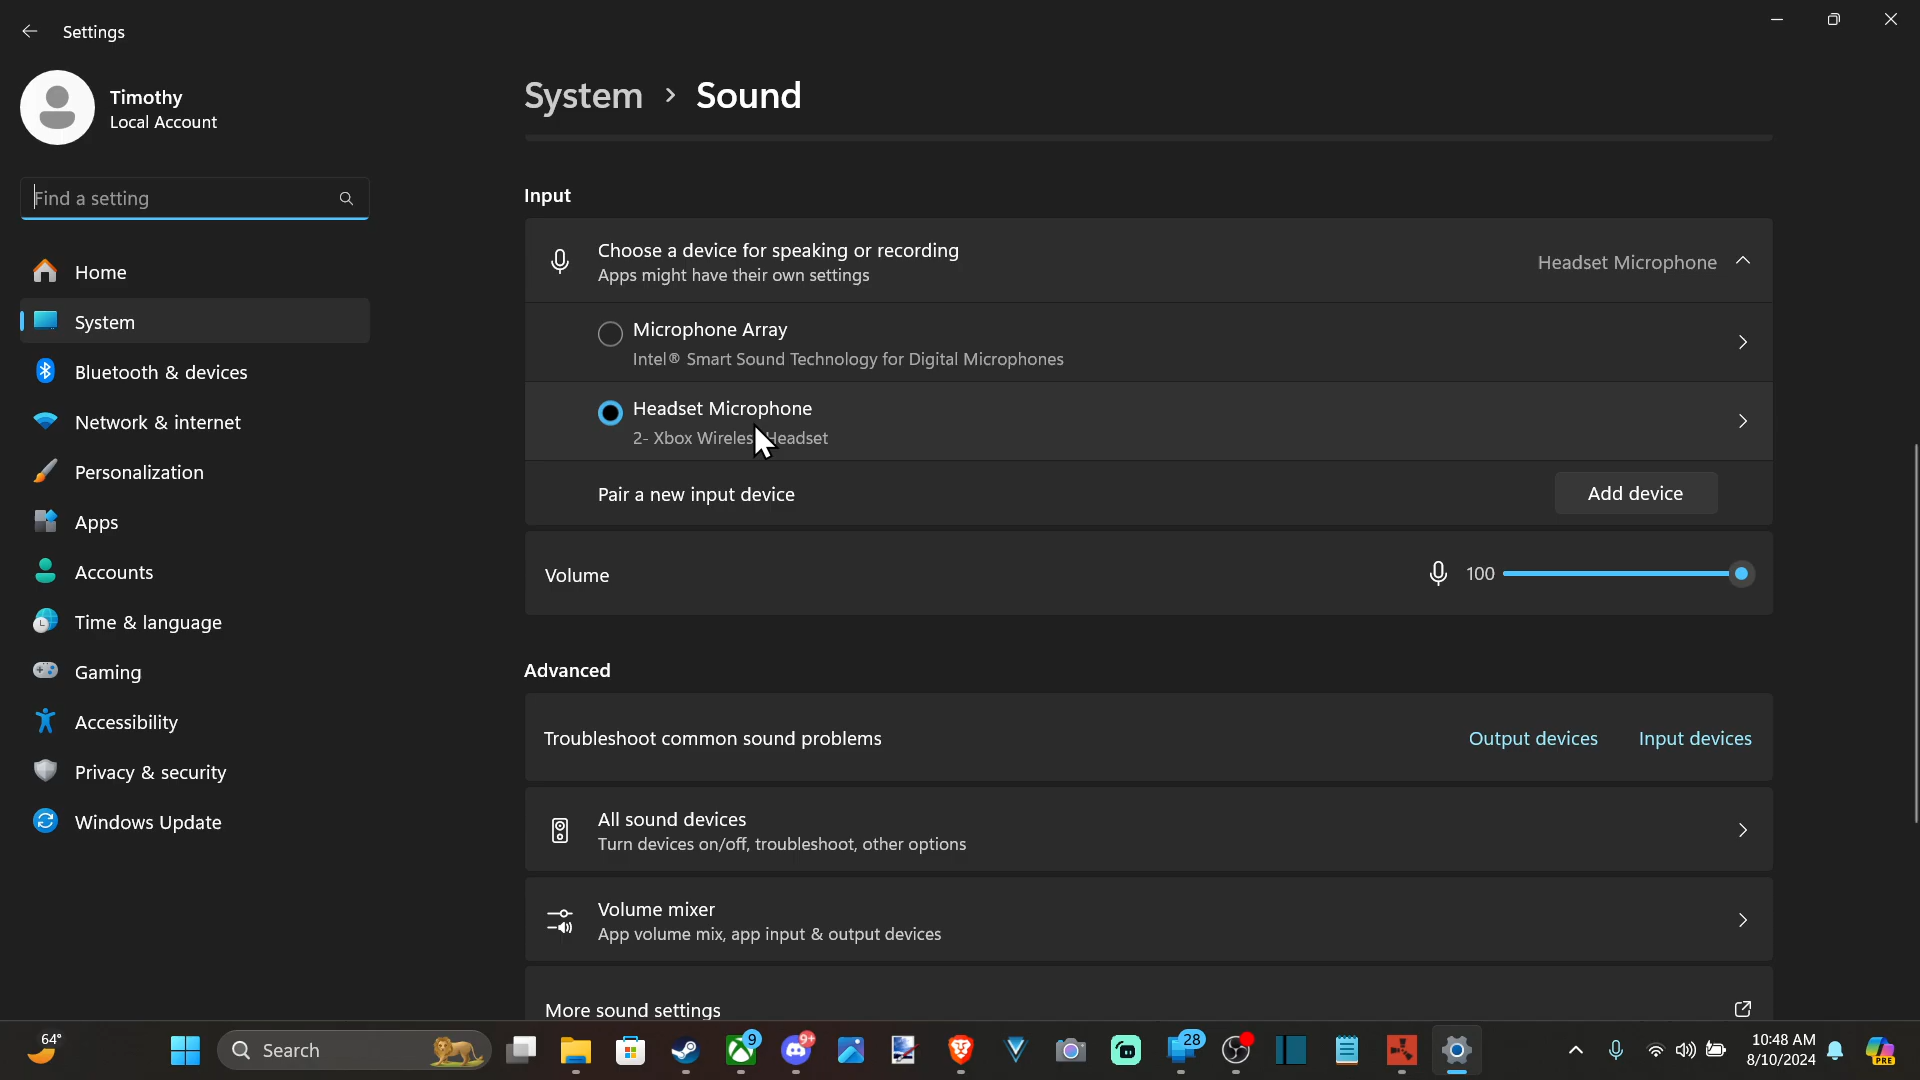 Settings
Timothy
Local Account
Find a setting
Home
System
Bluetooth & devices
Network & internet
Personalization
Apps
Accounts
Time & language
Gaming
Accessibility
Privacy & security
Windows Update
System > Sound
Input
Choose a device for speaking or recording
Apps might have their own settings
Headset Microphone
Microphone Array
Intel® Smart Sound Technology for Digital Microphones
Headset Microphone
2- Xbox Wireless Headset
Pair a new input device
Add device
Volume
100
Advanced
Troubleshoot common sound problems
Output devices
Input devices
All sound devices
Turn devices on/off, troubleshoot, other options
Volume mixer
App volume mix, app input & output devices
More sound settings
64°
Search
9
9+
28
10:48 AM
8/10/2024
PRE